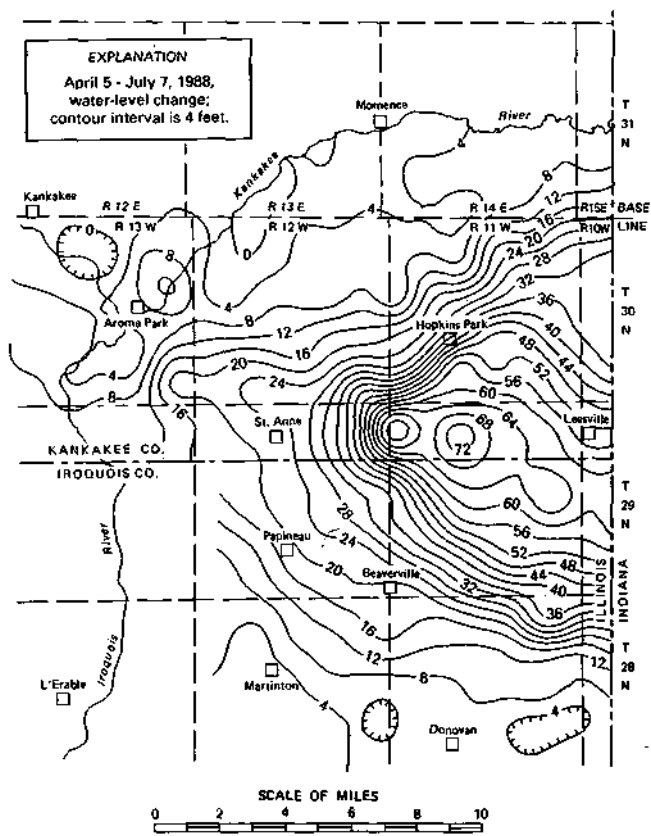 EXPLANATION
April 5 - July 7, 1988,
water-level change;
contour interval is 4 feet.
Momence
River
T
31
N
Kankakee
Kankakee
R 12 E R 13 E
R 13 W R 12 W
4
R 14 E
R 11 W
R15E BASE
R10W LINE
8
12
16
20
24
28
32
0
8
0
4
Aroma Park
8
12
16
20
24
4
8
16
Hopkins Park
36
40
44
48
52
56
60
64
68
72
T
30
N
St. Anne
Leesville
KANKAKEE CO.
IROQUOIS CO.
T
29
N
River
Iroquois
28
24
20
Papineau
Beaverville
60
56
52
48
44
40
36
32
ILLINOIS
INDIANA
16
12
8
12
T
28
N
L'Erable
Martinton
4
Donovan
4
SCALE OF MILES
0 2 4 6 8 10